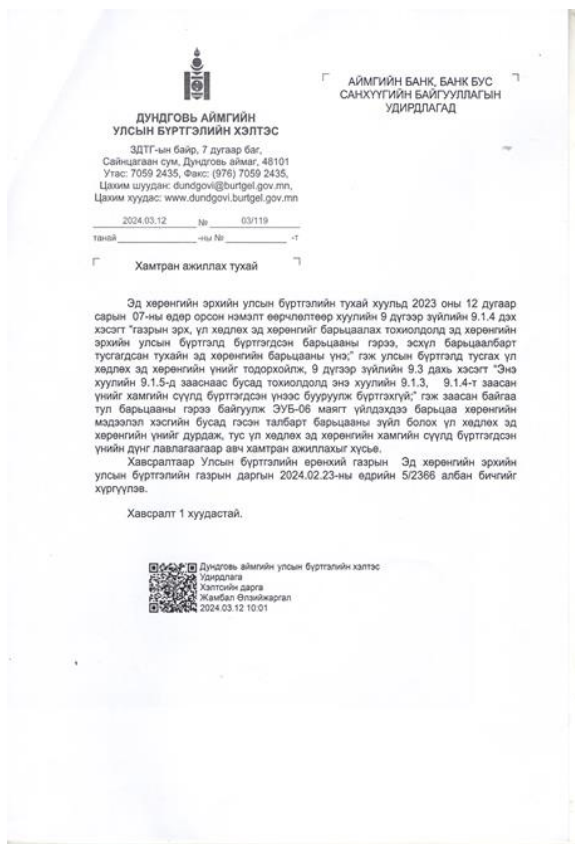 ДУНДГОВЬ АЙМГИЙН
УЛСЫН БҮРТГЭЛИЙН ХЭЛТЭС
ЗДТГ-ын байр, 7 дугаар баг,
Сайнцагаан сум, Дундговь аймаг, 48101
Утас: 7059 2435, Факс: (976) 7059 2435,
Цахим шуудан: dundgovi@burtgel.gov.mn,
Цахим хуудас: www.dundgovi.burtgel.gov.mn
2024.03.12 № 03/119
танай ____ -ны № ____ -т
АЙМГИЙН БАНК, БАНК БУС
САНХҮҮГИЙН БАЙГУУЛЛАГЫН
УДИРДЛАГАД
Хамтран ажиллах тухай
Эд хөрөнгийн эрхийн улсын бүртгэлийн тухай хуульд 2023 оны 12 дугаар
сарын 07-ны өдөр орсон нэмэлт өөрчлөлтөөр хуулийн 9 дүгээр зүйлийн 9.1.4 дэх
хэсэгт "газрын эрх, үл хөдлөх эд хөрөнгийг барьцаалах тохиолдолд эд хөрөнгийн
эрхийн улсын бүртгэлд бүртгэгдсэн барьцааны гэрээ, эсхүл барьцаалбарт
тусгагдсан тухайн эд хөрөнгийн барьцааны үнэ;" гэж улсын бүртгэлд тусгах үл
хөдлөх эд хөрөнгийн үнийг тодорхойлж, 9 дүгээр зүйлийн 9.3 дахь хэсэгт "Энэ
хуулийн 9.1.5-д зааснаас бусад тохиолдолд энэ хуулийн 9.1.3, 9.1.4-т заасан
үнийг хамгийн сүүлд бүртгэгдсэн үнээс бууруулж бүртгэхгүй;" гэж заасан байгаа
тул барьцааны гэрээ байгуулж ЭУБ-06 маягт үйлдэхдээ барьцаа хөрөнгийн
мэдээлэл хэсгийн бусад гэсэн талбарт барьцааны зүйл болох үл хөдлөх эд
хөрөнгийн үнийг дурдаж, тус үл хөдлөх эд хөрөнгийн хамгийн сүүлд бүртгэгдсэн
үнийн дүнг лавлагаагаар авч хамтран ажиллахыг хүсье.
Хавсралтаар Улсын бүртгэлийн ерөнхий газрын Эд хөрөнгийн эрхийн
улсын бүртгэлийн газрын даргын 2024.02.23-ны өдрийн 5/2366 албан бичгийг
хүргүүлэв.
Хавсралт 1 хуудастай.
Дундговь аймгийн улсын бүртгэлийн хэлтэс
Удирдлага
Хэлтсийн дарга
Жамбал Өлзийжаргал
2024.03.12 10:01